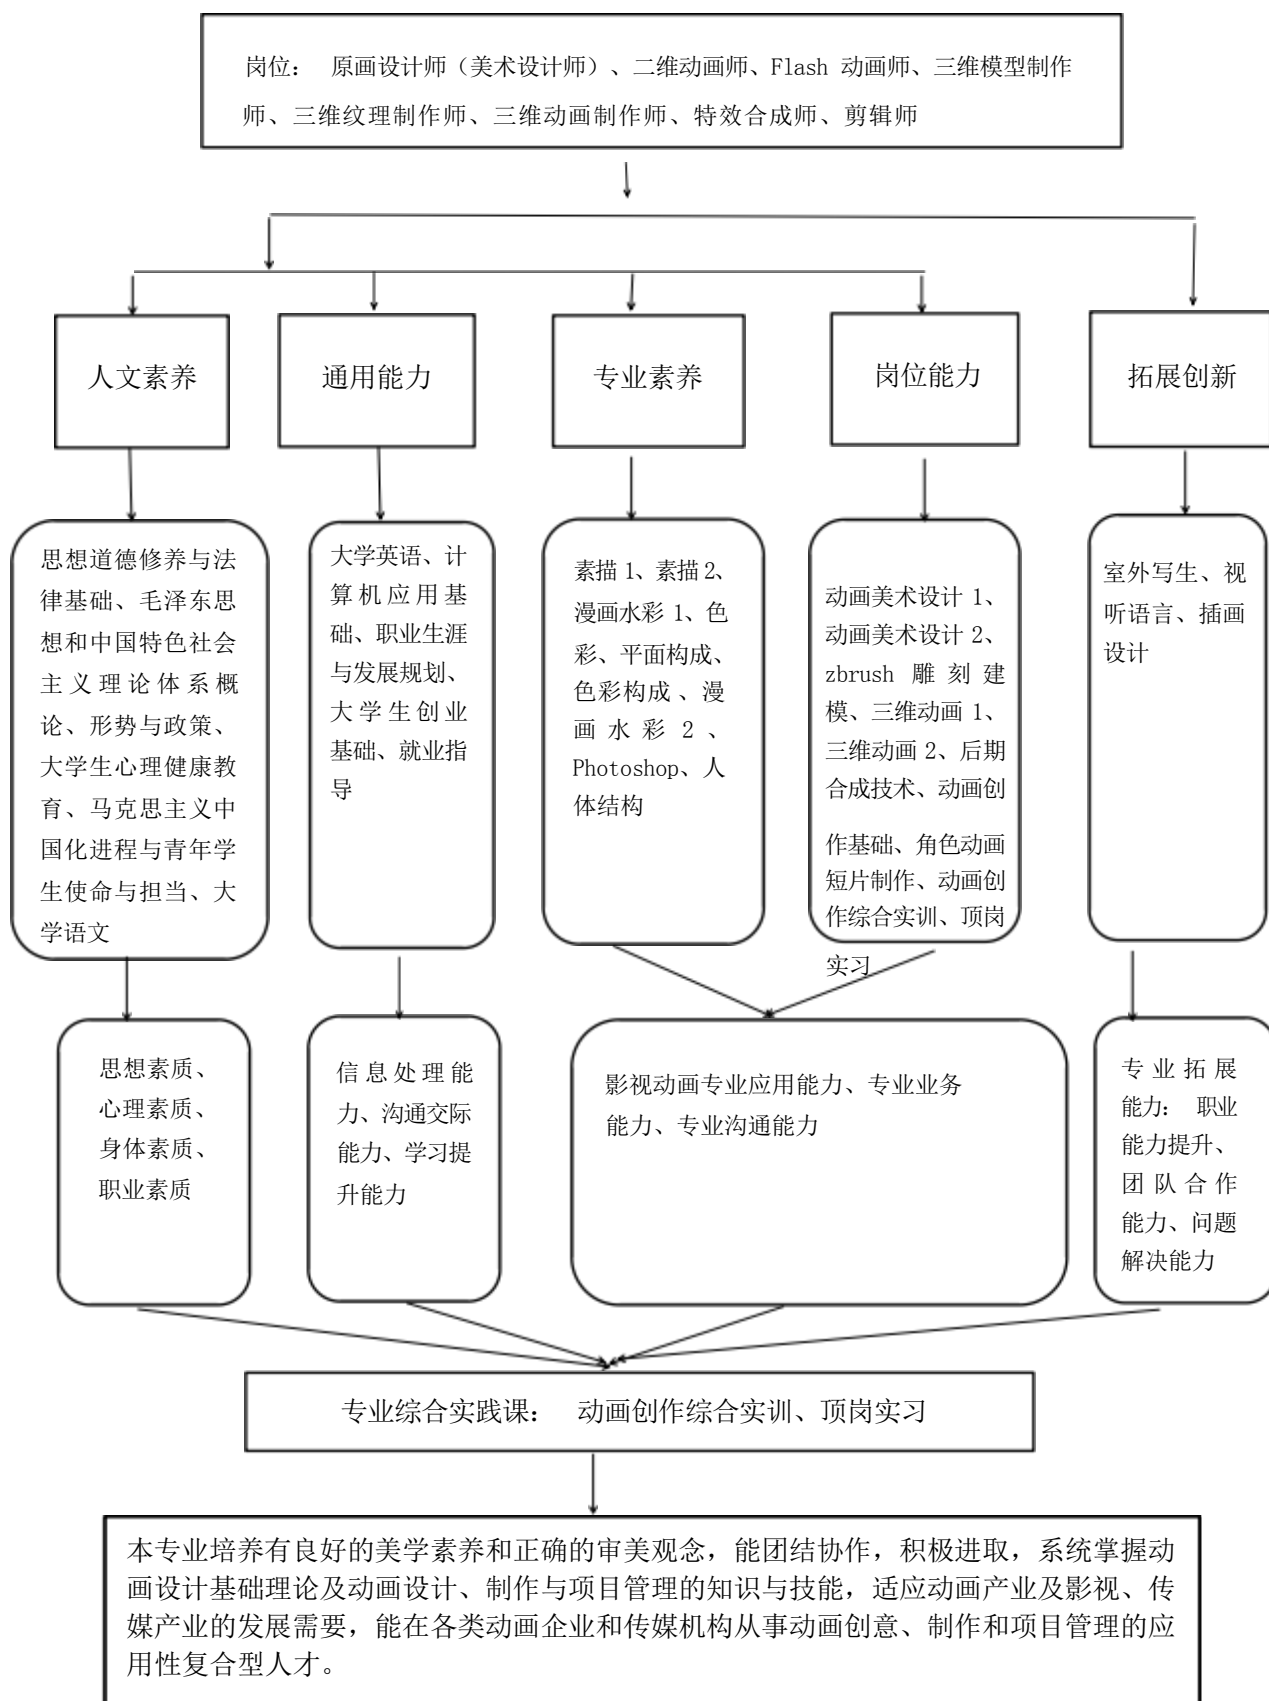 岗位： 原画设计师（美术设计师）、二维动画师、Flash 动画师、三维模型制作
师、三维纹理制作师、三维动画制作师、特效合成师、剪辑师
人文素养
通用能力
专业素养
岗位能力
拓展创新
思想道德修养与法
律基础、毛泽东思
想和中国特色社会
主义理论体系概
论、形势与政策、
大学生心理健康教
育、马克思主义中
国化进程与青年学
生使命与担当、大
学语文
大学英语、计
算机应用基
础、职业生涯
与发展规划、
大学生创业
基础、就业指
导
素描 1、素描 2、
漫画水彩 1、色
彩、平面构成、
色彩构成、漫
画水彩 2、
Photoshop、人
体结构
动画美术设计 1、
动画美术设计 2、
zbrush 雕刻建
模、三维动画 1、
三维动画 2、后期
合成技术、动画创
作基础、角色动画
短片制作、动画创
作综合实训、顶岗
实习
室外写生、视
听语言、插画
设计
思想素质、
心理素质、
身体素质、
职业素质
信息处理能
力、沟通交际
能力、学习提
升能力
影视动画专业应用能力、专业业务
能力、专业沟通能力
专业拓展
能力： 职业
能力提升、
团队合作
能力、问题
解决能力
专业综合实践课： 动画创作综合实训、顶岗实习
本专业培养有良好的美学素养和正确的审美观念，能团结协作，积极进取，系统掌握动
画设计基础理论及动画设计、制作与项目管理的知识与技能，适应动画产业及影视、传
媒产业的发展需要，能在各类动画企业和传媒机构从事动画创意、制作和项目管理的应
用性复合型人才。